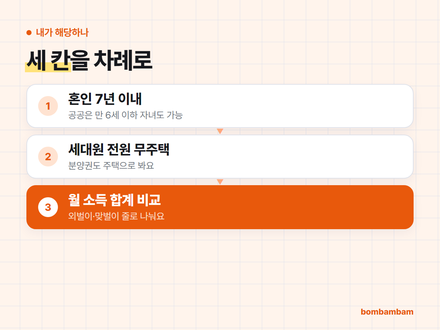 내가 해당하나
세 칸을 차례로
1
혼인 7년 이내
공공은 만 6세 이하 자녀도 가능
2
세대원 전원 무주택
분양권도 주택으로 봐요
3
월 소득 합계 비교
외벌이·맞벌이 줄로 나눠요
bombambam